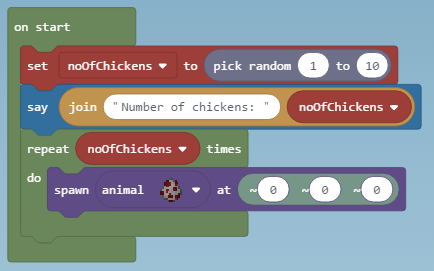 on start
set noOfChickens ▼ to pick random 1 to 10
say join "Number of chickens: " noOfChickens ▼
repeat noOfChickens ▼ times
do
spawn animal ▼ at ~0 ~0 ~0